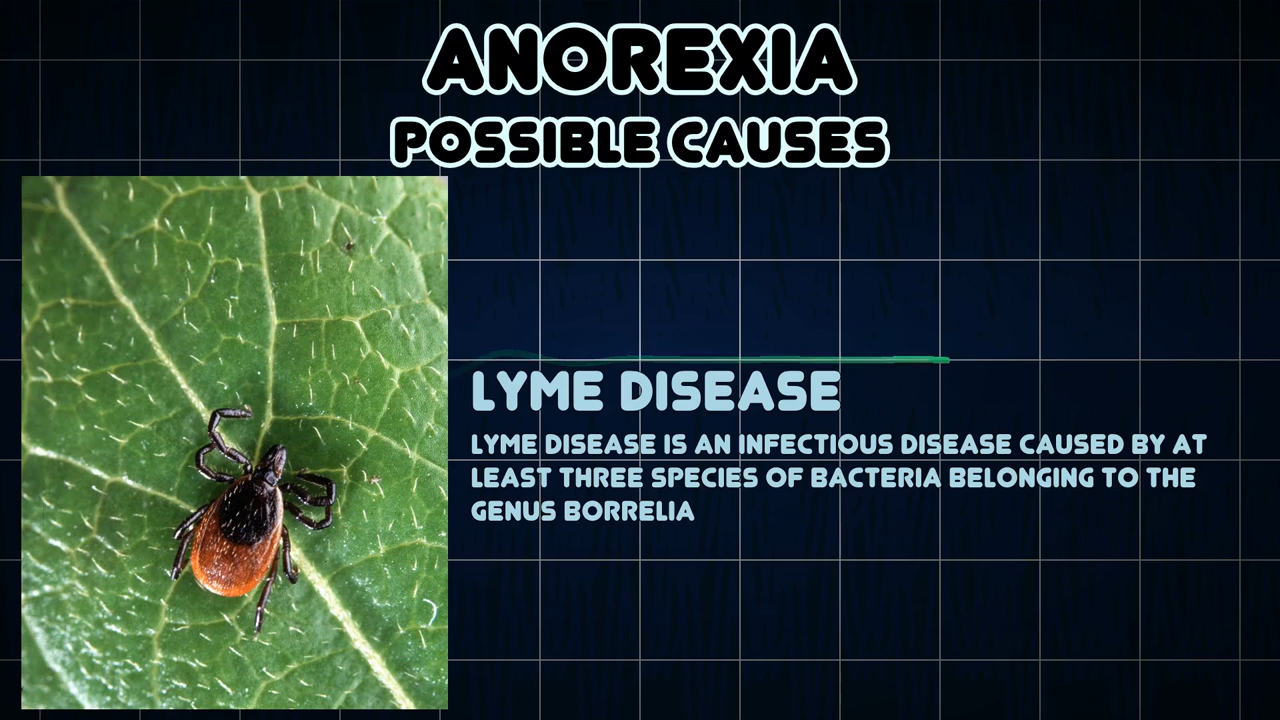 ANOREXIA
POSSIBLE CAUSES
LYME DISEASE
LYME DISEASE IS AN INFECTIOUS DISEASE CAUSED BY AT
LEAST THREE SPECIES OF BACTERIA BELONGING TO THE
GENUS BORRELIA